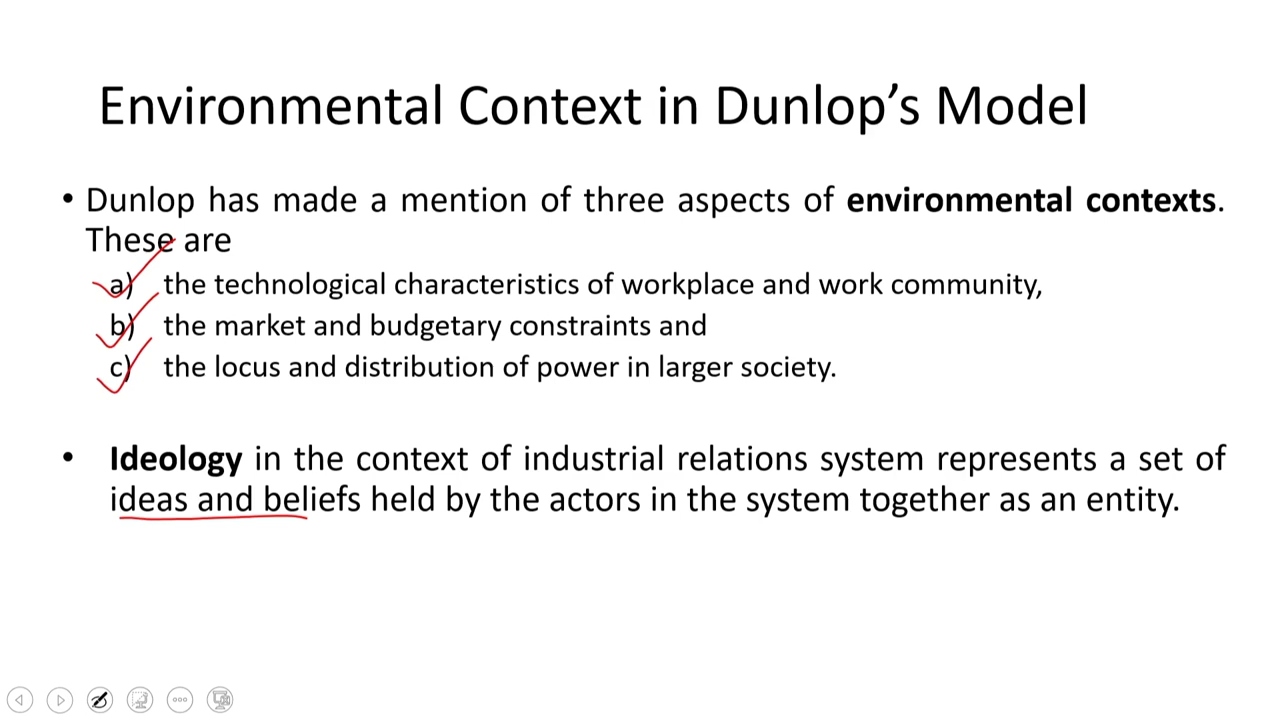 Environmental Context in Dunlop’s Model
• Dunlop has made a mention of three aspects of environmental contexts.
These are
a) the technological characteristics of workplace and work community,
b) the market and budgetary constraints and
c) the locus and distribution of power in larger society.
• Ideology in the context of industrial relations system represents a set of
ideas and beliefs held by the actors in the system together as an entity.